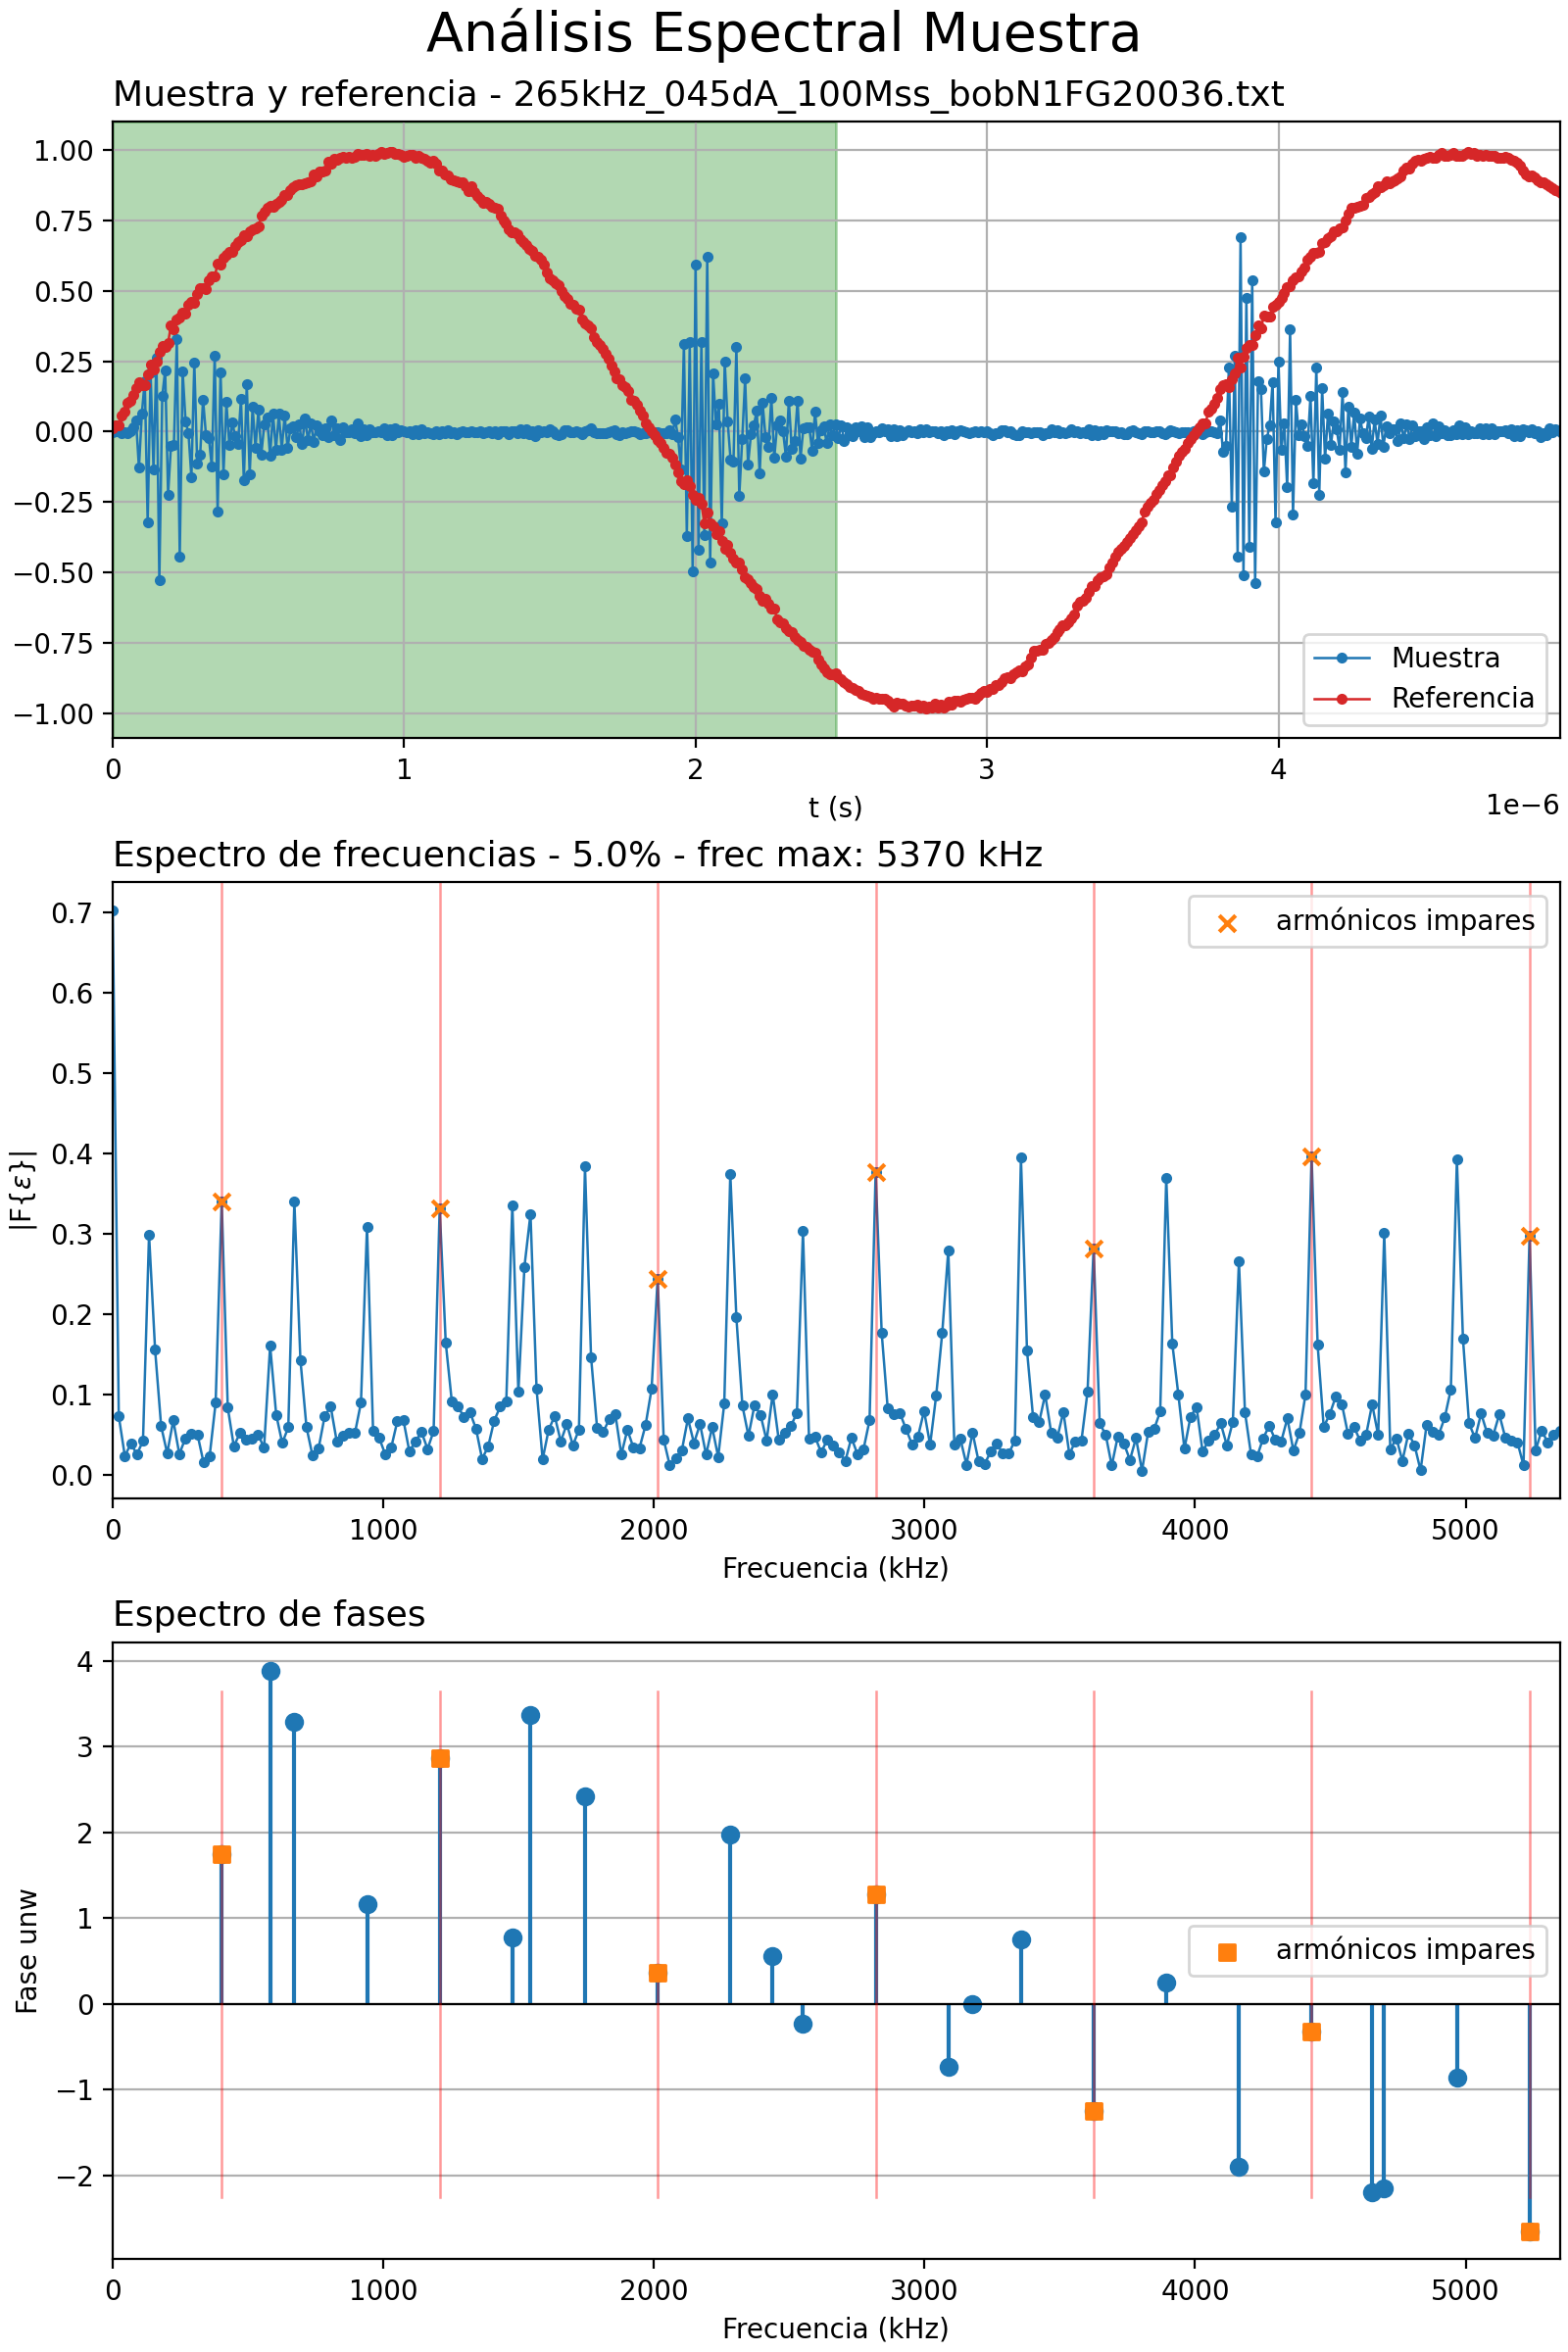 Análisis Espectral Muestra
Muestra y referencia - 265kHz_045dA_100Mss_bobN1FG20036.txt
1.00
0.75
0.50
0.25
0.00
−0.25
−0.50
−0.75
−1.00
Muestra
Referencia
0 1 2 3 4
t (s)
1e−6
Espectro de frecuencias - 5.0% - frec max: 5370 kHz
armónicos impares
0.7
0.6
0.5
0.4
0.3
0.2
0.1
0.0
|F{ε}|
0 1000 2000 3000 4000 5000
Frecuencia (kHz)
Espectro de fases
4
3
2
1
0
−1
−2
Fase unw
armónicos impares
0 1000 2000 3000 4000 5000
Frecuencia (kHz)